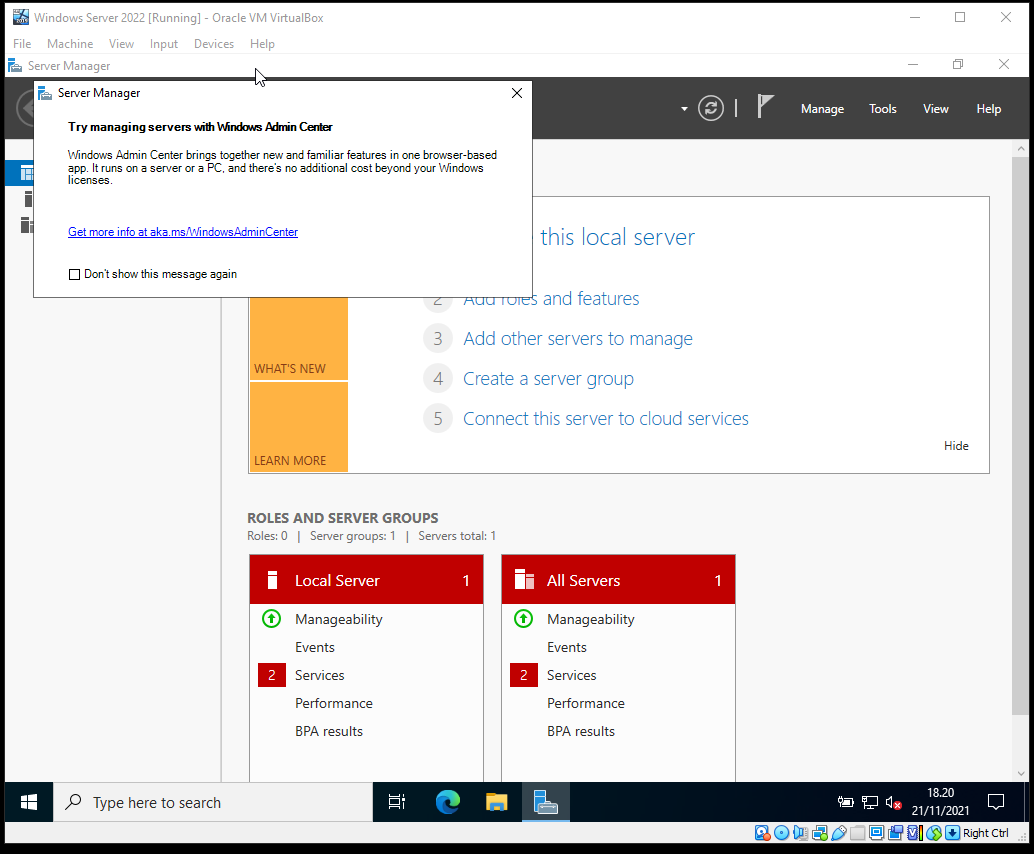 Windows Server 2022 [Running] - Oracle VM VirtualBox
File Machine View Input Devices Help
Server Manager
Server Manager
Manage Tools View Help
Try managing servers with Windows Admin Center
Windows Admin Center brings together new and familiar features in one browser-based
app. It runs on a server or a PC, and there's no additional cost beyond your Windows
licenses.
Get more info at aka.ms/WindowsAdminCenter
Don't show this message again
this local server
2 Add roles and features
3 Add other servers to manage
4 Create a server group
5 Connect this server to cloud services
WHAT'S NEW
LEARN MORE
Hide
ROLES AND SERVER GROUPS
Roles: 0 | Server groups: 1 | Servers total: 1
Local Server 1
Manageability
Events
2 Services
Performance
BPA results
All Servers 1
Manageability
Events
2 Services
Performance
BPA results
Type here to search
18.20
21/11/2021
Right Ctrl